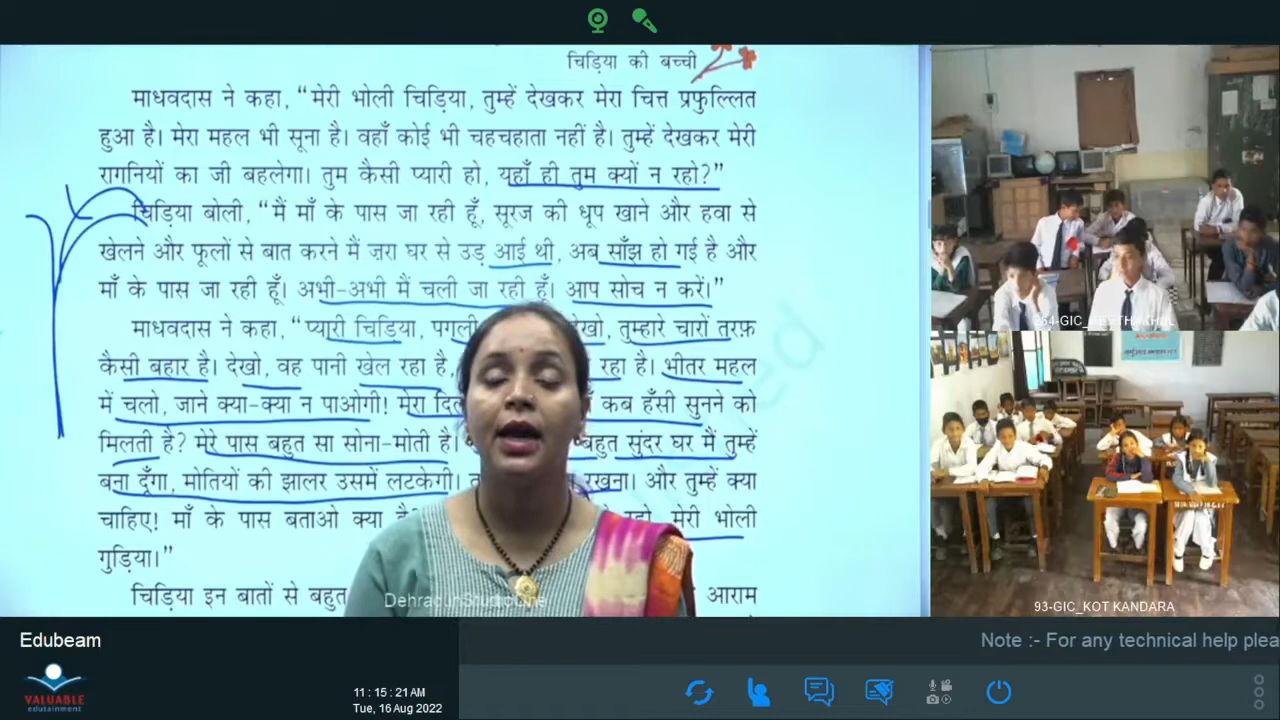 चिड़िया की बच्ची
माधवदास ने कहा, “मेरी भोली चिड़िया, तुम्हें देखकर मेरा चित्त प्रफुल्लित
हुआ है। मेरा महल भी सूना है। वहाँ कोई भी चहचहाता नहीं है। तुम्हें देखकर मेरी
रागनियों का जी बहलेगा। तुम कैसी प्यारी हो, यहाँ ही तुम क्यों न रहो?”
चिड़िया बोली, “मैं माँ के पास जा रही हूँ, सूरज की धूप खाने और हवा से
खेलने और फूलों से बात करने मैं ज़रा घर से उड़ आई थी, अब साँझ हो गई है और
माँ के पास जा रही हूँ। अभी-अभी मैं चली जा रही हूँ। आप सोच न करें।”
माधवदास ने कहा, “प्यारी चिड़िया, पगली देखो, तुम्हारे चारों तरफ़
कैसी बहार है। देखो, वह पानी खेल रहा है, रहा है। भीतर महल
में चलो, जाने क्या-क्या न पाओगी! मेरा कब हँसी सुनने को
मिलती है? मेरे पास बहुत सा सोना-मोती है। बहुत सुंदर घर मैं तुम्हें
बना दूँगा, मोतियों की झालर उसमें लटकेगी। रखना। और तुम्हें क्या
चाहिए! माँ के पास बताओ क्या है? रहो, मेरी भोली
गुड़िया।”
चिड़िया इन बातों से बहुत आराम
DehradunStudioOne
93-GIC_KOT KANDARA
Edubeam
Note :- For any technical help plea
VALUABLE
edutainment
11 : 15 : 21 AM
Tue, 16 Aug 2022